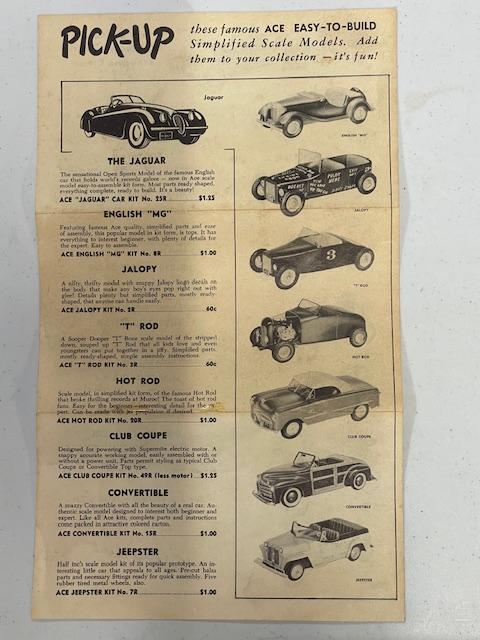 PICK-UP
these famous ACE EASY-TO-BUILD
Simplified Scale Models. Add
them to your collection — it's fun!
Jaguar
THE JAGUAR
The sensational Open Sports Model of the famous English
car that holds world's records galore — now in Ace scale
model easy-to-assemble kit form. Most parts ready shaped,
everything complete, ready to build. It's a beauty!
ACE "JAGUAR" CAR KIT No. 25R $1.25
ENGLISH "MG"
Featuring famous Ace quality, simplified parts and ease
of assembly, this popular model in kit form, is tops. It has
everything to interest beginner, with plenty of details for
the expert. Easy to assemble.
ACE ENGLISH "MG" KIT No. 8R $1.00
JALOPY
A nifty, thrifty model with snappy Jalopy lingo decals on
the body that make any boy's eyes pop right out with
glee! Details plenty but simplified parts, mostly ready-
shaped, that anyone can handle easily.
ACE JALOPY KIT No. 2R 60c
"T" ROD
A Sooper Dooper "T" Bone scale model of the stripped
down, souped up "T" Rod that all kids love and even
youngsters can put together in a jiffy. Simplified parts,
mostly ready-shaped, simple assembly instructions.
ACE "T" ROD KIT No. 3R 60c
HOT ROD
Scale model, in simplified kit form, of the famous Hot Rod
that broke thrilling records at Muroc! The toast of hot rod
fans. Easy for the beginner—interesting detail for the ex-
pert. Can be made with jet propulsion if desired.
ACE HOT ROD KIT No. 20R $1.00
CLUB COUPE
Designed for powering with Supermite electric motor. A
snappy accurate working model, easily assembled with or
without a power unit. Parts permit styling as typical Club
Coupe or Convertible Top type.
ACE CLUB COUPE KIT No. 49R (less motor) $1.25
CONVERTIBLE
A snazzy Convertible with all the beauty of a real car. Au-
thentic scale model designed to interest both beginner and
expert. Like all Ace kits, complete parts and instructions
come packed in attractive colored carton.
ACE CONVERTIBLE KIT No. 15R $1.00
JEEPSTER
Half inch scale model kit of its popular prototype. An in-
teresting little car that appeals to all ages. Pre-cut balsa
parts and necessary fittings ready for quick assembly. Five
rubber tired metal wheels, also.
ACE JEEPSTER KIT No. 7R $1.00
ENGLISH "MG"
JALOPY
3
"T" ROD
HOT ROD
CLUB COUPE
CONVERTIBLE
JEEPSTER